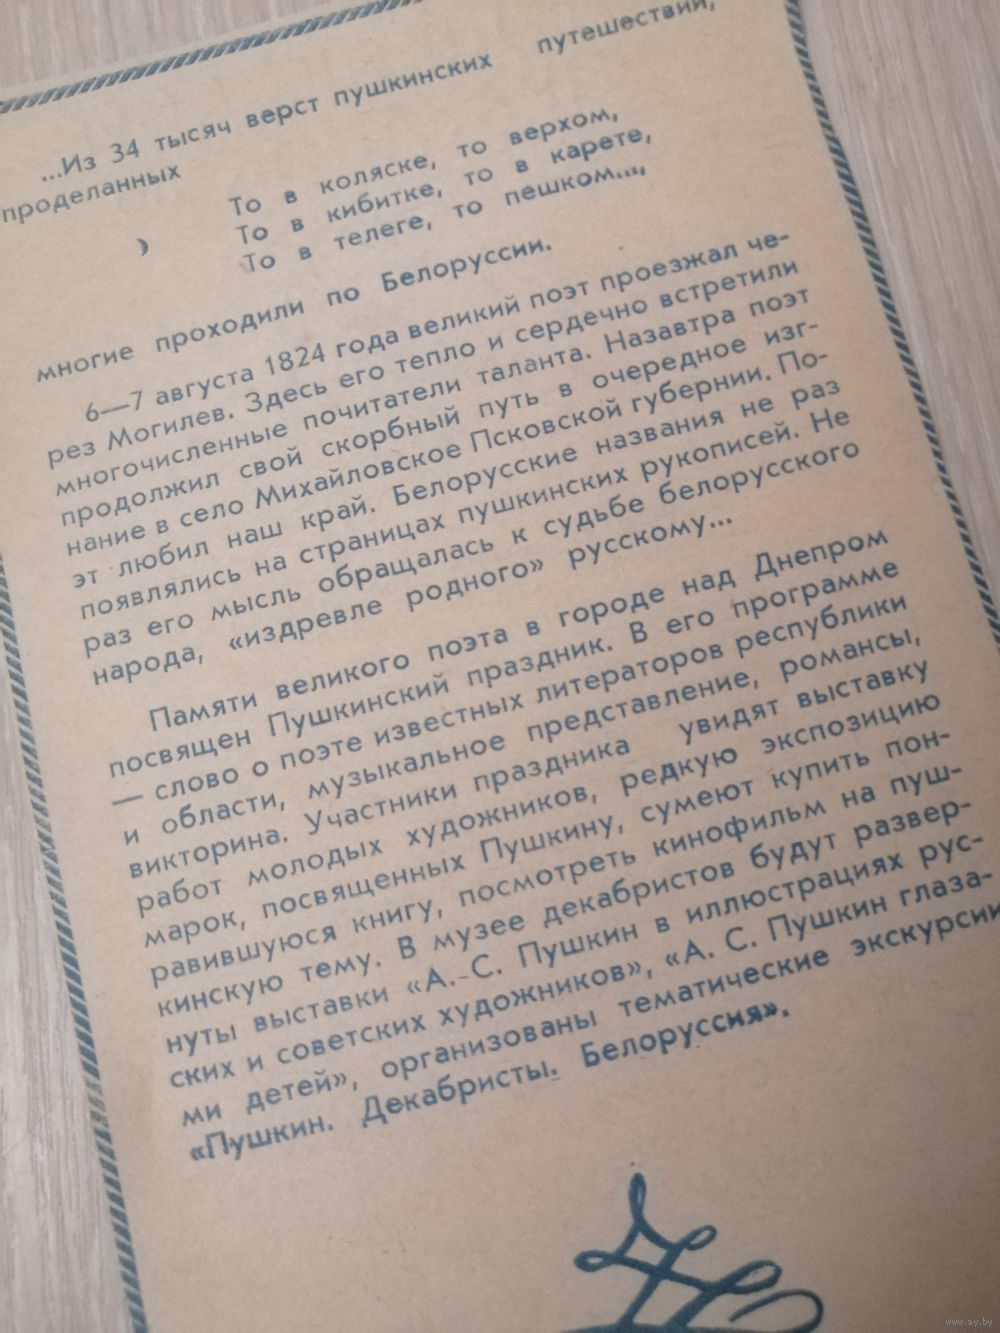 ...Из 34 тысяч верст пушкинских путешествий,
проделанных
То в коляске, то верхом,
То в кибитке, то в карете,
То в телеге, то пешком...,
многие проходили по Белоруссии.
6—7 августа 1824 года великий поэт проезжал че-
рез Могилев. Здесь его тепло и сердечно встретили
многочисленные почитатели таланта. Назавтра поэт
продолжил свой скорбный путь в очередное изг-
нание в село Михайловское Псковской губернии. По-
эт любил наш край. Белорусские названия не раз
появлялись на страницах пушкинских рукописей. Не
раз его мысль обращалась к судьбе белорусского
народа, «издревле родного» русскому...
Памяти великого поэта в городе над Днепром
посвящен Пушкинский праздник. В его программе
— слово о поэте известных литераторов республики
и области, музыкальное представление, романсы,
викторина. Участники праздника увидят выставку
работ молодых художников, редкую экспозицию
марок, посвященных Пушкину, сумеют купить пон-
равившуюся книгу, посмотреть кинофильм на пуш-
кинскую тему. В музее декабристов будут развер-
нуты выставки «А. С. Пушкин в иллюстрациях рус-
ских и советских художников», «А. С. Пушкин глаза-
ми детей», организованы тематические экскурсии
«Пушкин. Декабристы. Белоруссия».
www.ay.by